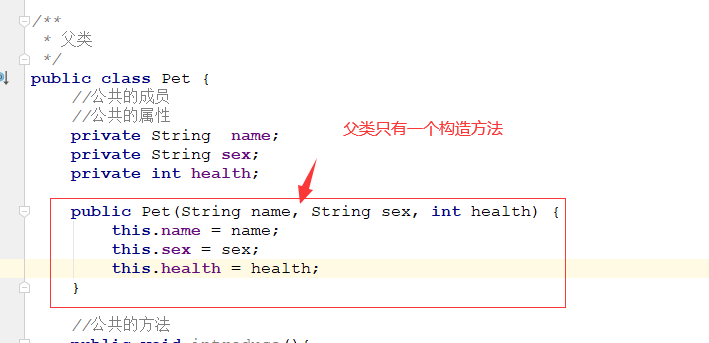 /**
* 父类
*/
public class Pet {
//公共的成员
//公共的属性
private String  name;
private String sex;
private int health;
父类只有一个构造方法
public Pet(String name, String sex, int health) {
this.name = name;
this.sex = sex;
this.health = health;
}
//公共的方法
public void introduce(){